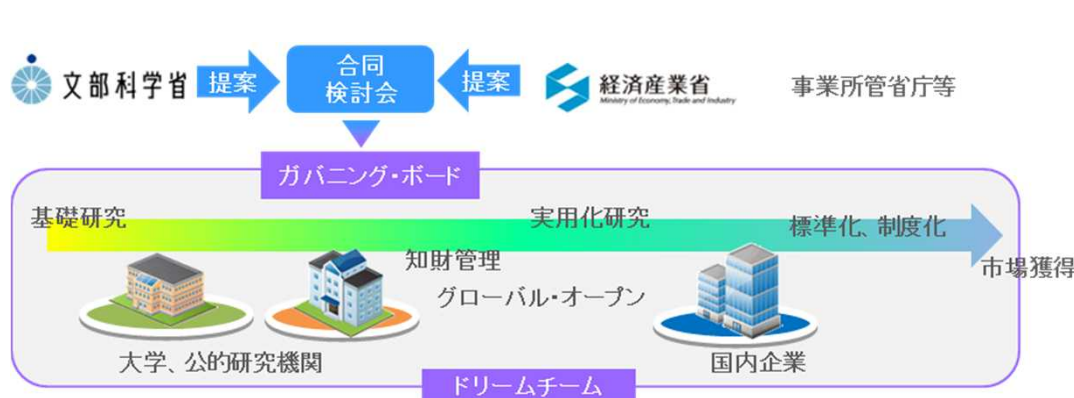 文部科学省
提案
合同
検討会
提案
経済産業省
Ministry of Economy, Trade and Industry
事業所管省庁等
ガバニング・ボード
基礎研究
実用化研究
標準化、制度化
知財管理
市場獲得
グローバル・オープン
大学、公的研究機関
国内企業
ドリームチーム